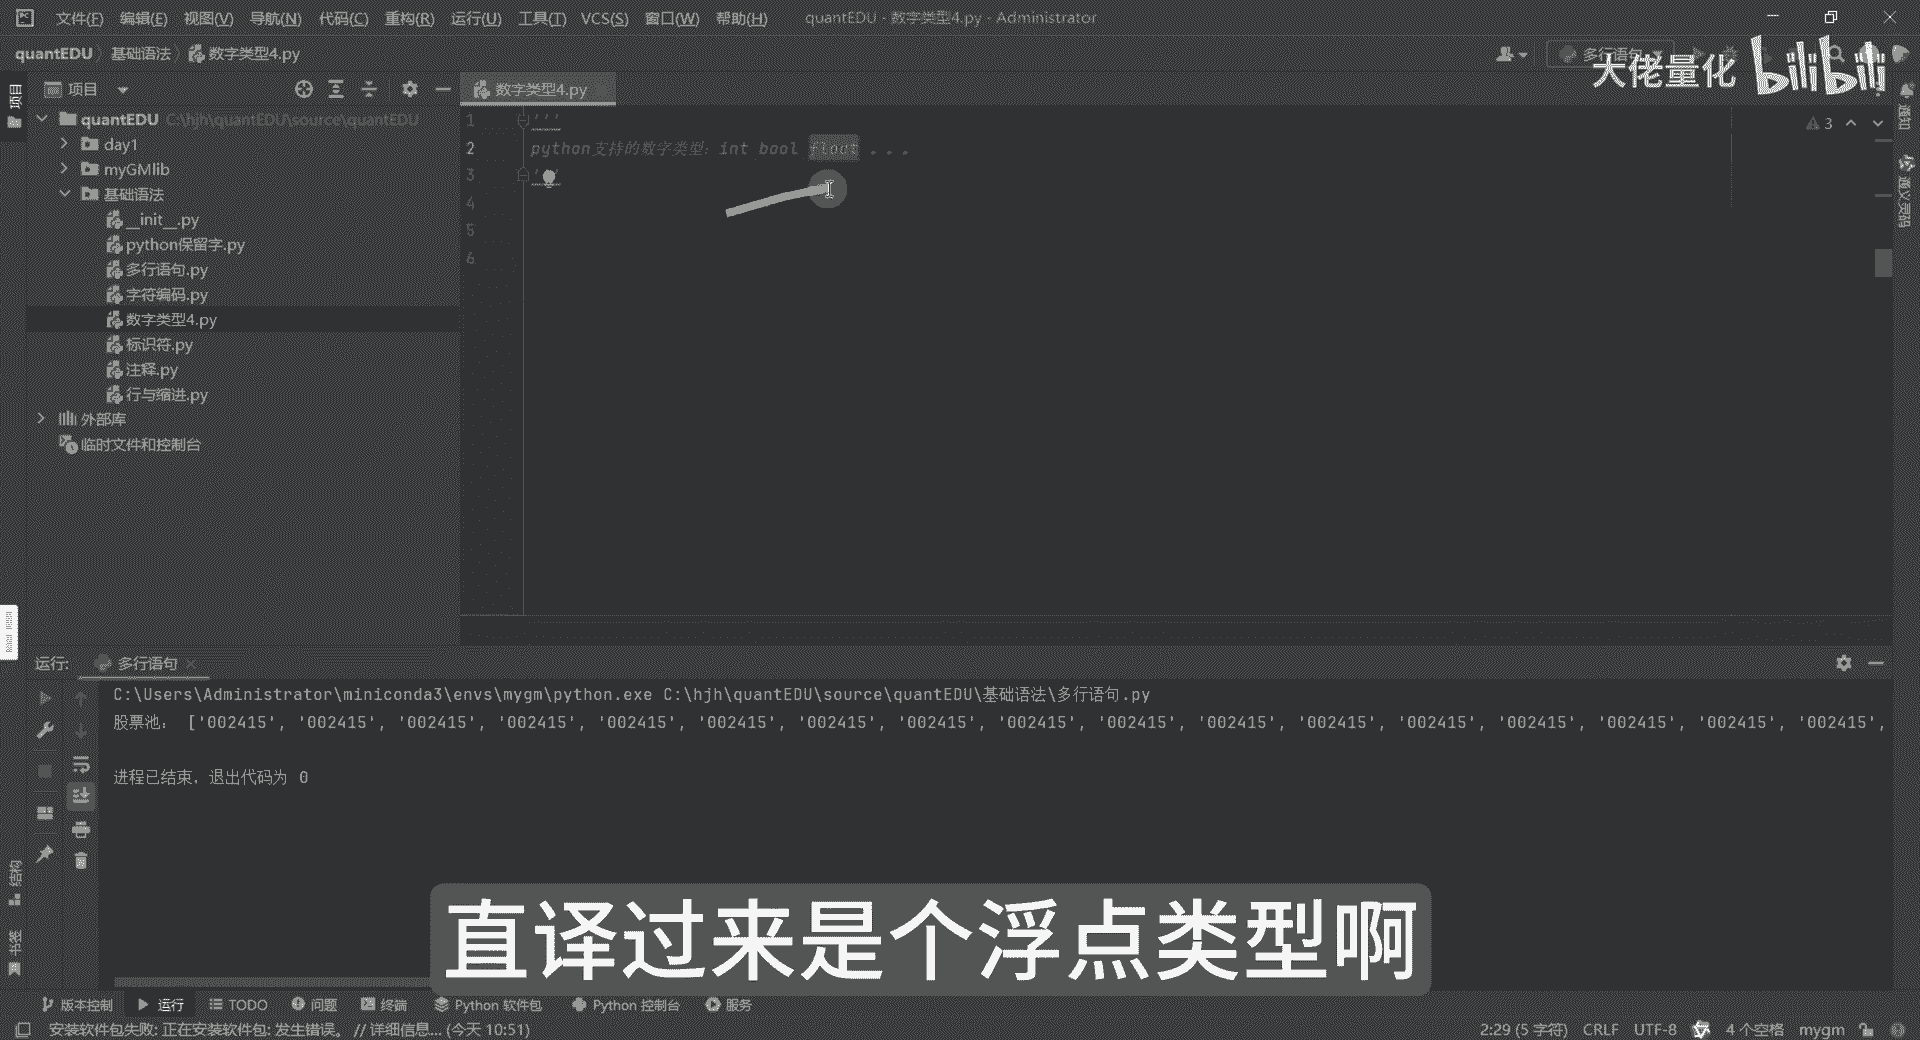 文件(F) 编辑(E) 视图(V) 导航(N) 代码(C) 重构(R) 运行(U) 工具(T) VCS(S) 窗口(W) 帮助(H) quantEDU - 数字类型4.py - Administrator
quantEDU 基础语法 数字类型4.py 多行语句
大佬量化 bilibili
项目
项目
数字类型4.py
quantEDU C:\hjh\quantEDU\source\quantEDU
day1
myGMlib
基础语法
__init__.py
python保留字.py
多行语句.py
字符编码.py
数字类型4.py
标识符.py
注释.py
行与缩进.py
外部库
临时文件和控制台
1 '''
2 python支持的数字类型: int bool float ...
3
4
5
6
3
通知
通义灵码
运行: 多行语句
C:\Users\Administrator\miniconda3\envs\mygm\python.exe C:\hjh\quantEDU\source\quantEDU\基础语法\多行语句.py
股票池: ['002415', '002415', '002415', '002415', '002415', '002415', '002415', '002415', '002415', '002415', '002415', '002415', '002415', '002415', '002415', '002415', '002415',
进程已结束，退出代码为 0
结构
书签
直译过来是个浮点类型啊
版本控制 运行 TODO 问题 终端 Python 软件包 Python 控制台 服务
安装软件包失败: 正在安装软件包: 发生错误。 // 详细信息... (今天 10:51) 2:29 (5 字符) CRLF UTF-8 4 个空格 mygm